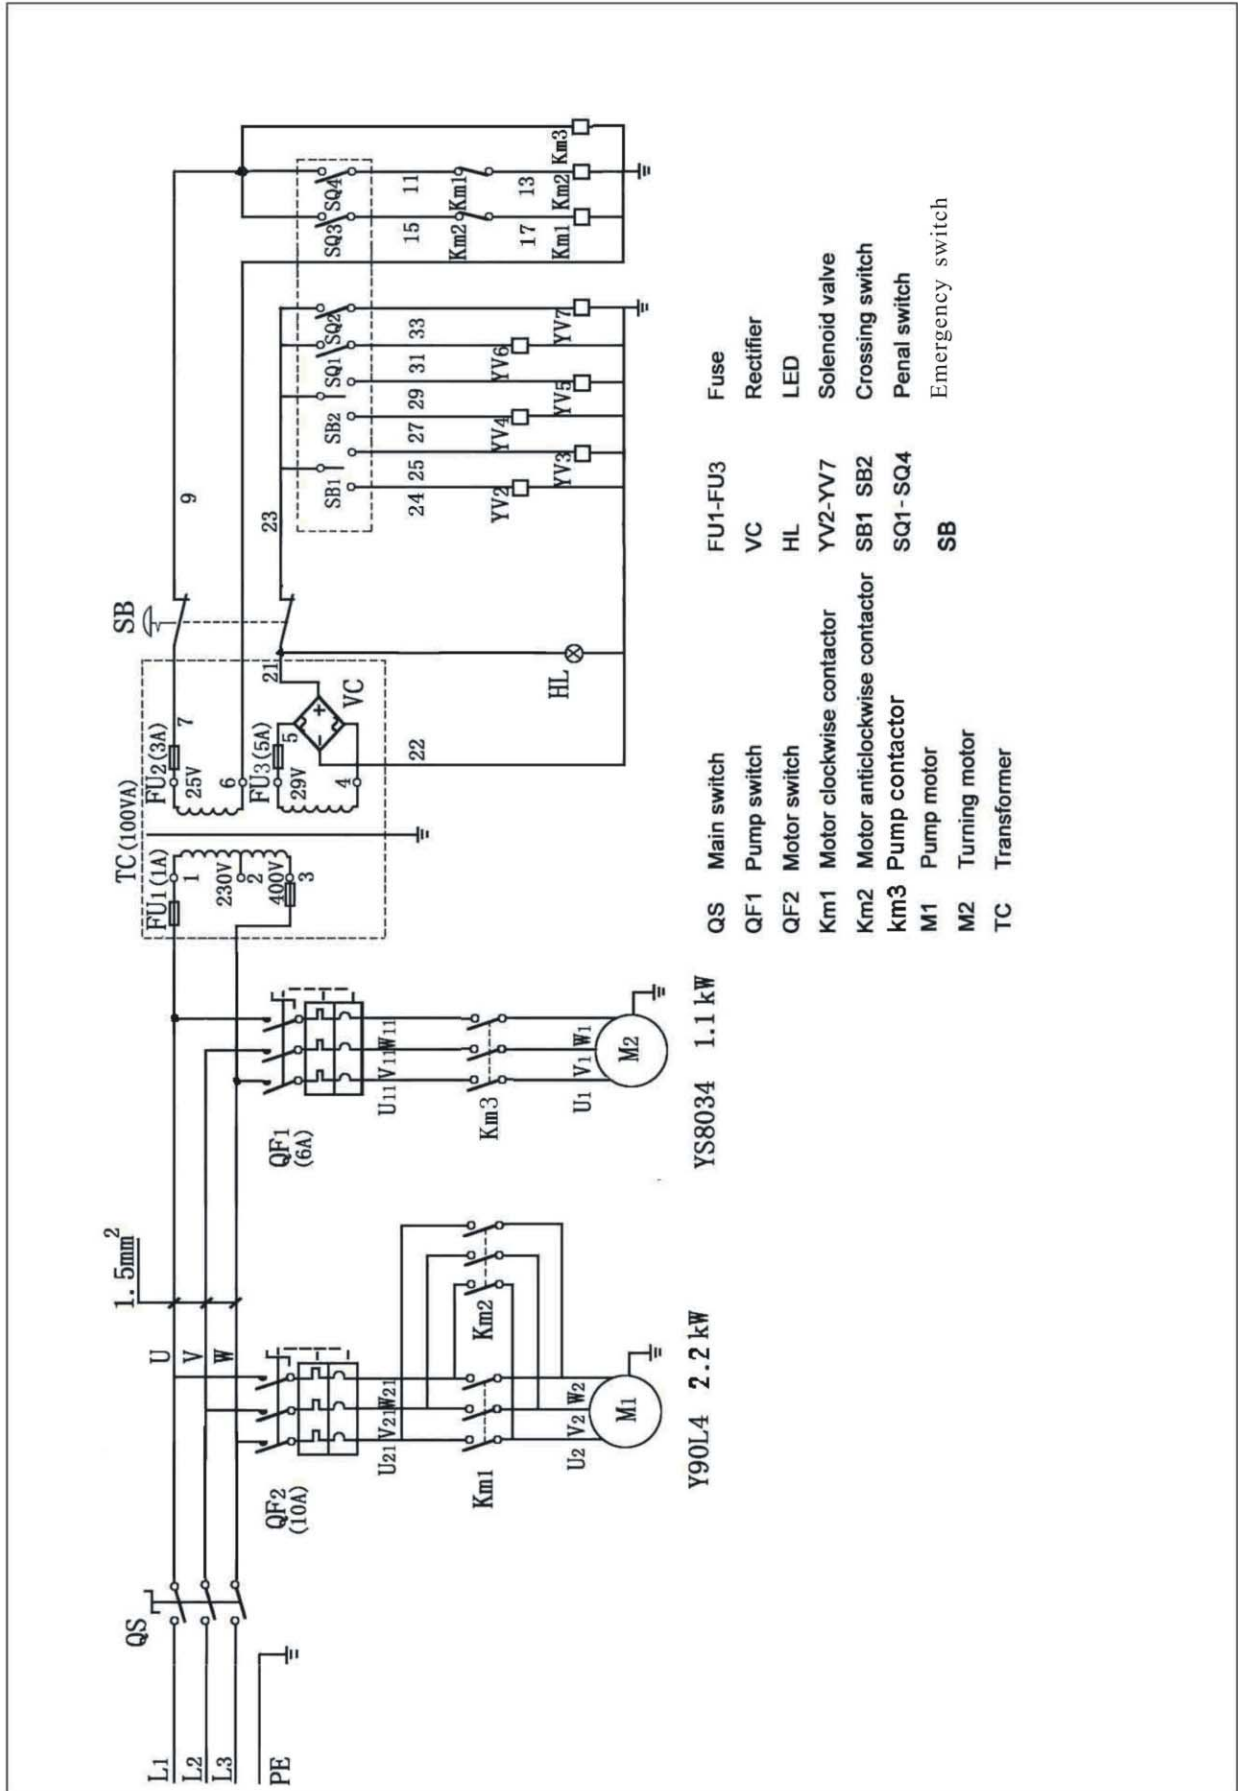 L1
L2
L3
PE
QS
QF2
(10A)
U
V
W
1.5mm2
U21 V21 W21
Km1
Km2
U2 V2 W2
M1
Y90L4 2.2kW
QF1
(6A)
U11 V11 W11
Km3
U1 V1 W1
M2
YS8034 1.1kW
TC(100VA)
FU1(1A)
1
230V
2
400V
3
FU2(3A)
25V
7
6
FU3(5A)
29V
5
4
VC
21
22
SB
HL
9
23
SB1
SB2
SQ1
SQ2
SQ3
SQ4
24 25 27 29 31 33
15
11
Km2
Km1
17
13
YV2
YV3
YV4
YV5
YV6
YV7
Km1
Km2
Km3
QS Main switch
QF1 Pump switch
QF2 Motor switch
Km1 Motor clockwise contactor
Km2 Motor anticlockwise contactor
km3 Pump contactor
M1 Pump motor
M2 Turning motor
TC Transformer
FU1-FU3 Fuse
VC Rectifier
HL LED
YV2-YV7 Solenoid valve
SB1 SB2 Crossing switch
SQ1-SQ4 Penal switch
SB Emergency switch